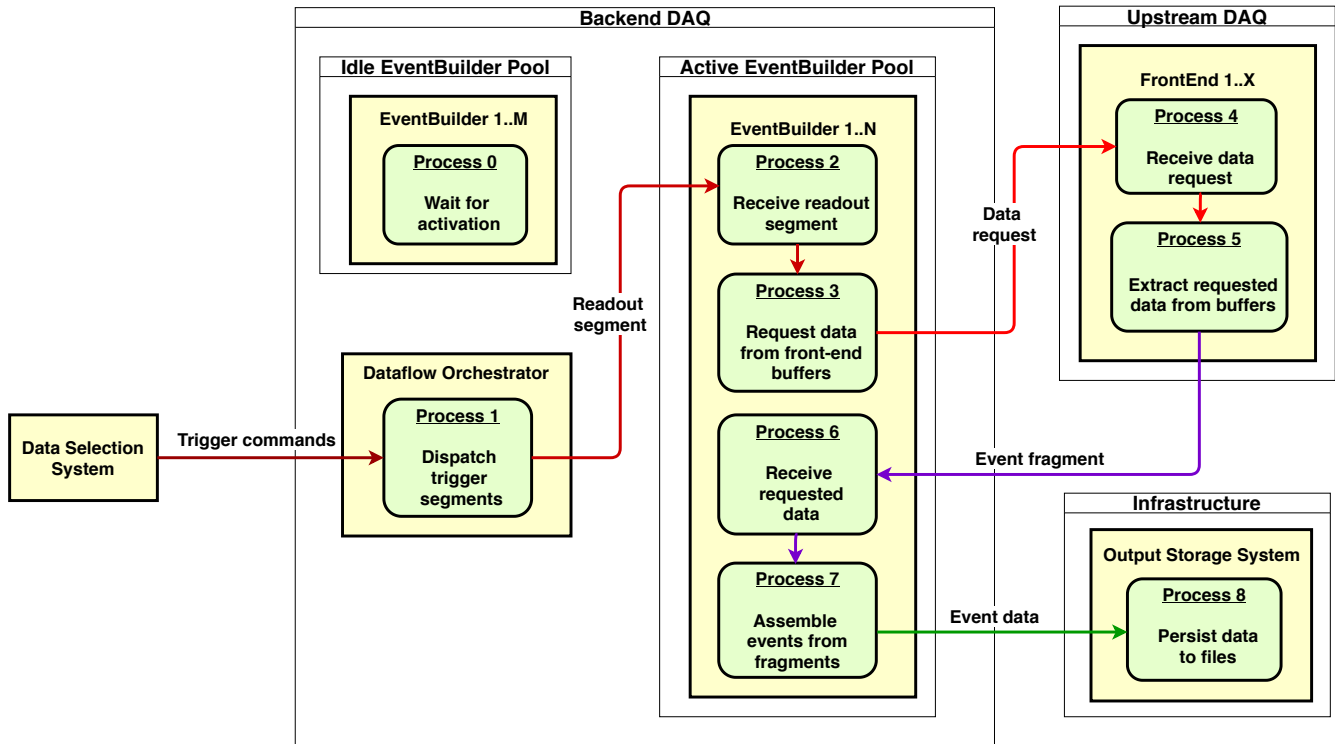 Backend DAQ
Upstream DAQ
Idle EventBuilder Pool
EventBuilder 1..M
Process 0
Wait for
activation
Active EventBuilder Pool
EventBuilder 1..N
Process 2
Receive readout
segment
Process 3
Request data
from front-end
buffers
Process 6
Receive
requested
data
Process 7
Assemble
events from
fragments
FrontEnd 1..X
Process 4
Receive data
request
Process 5
Extract requested
data from buffers
Data
request
Readout
segment
Dataflow Orchestrator
Process 1
Dispatch
trigger
segments
Data Selection
System
Trigger commands
Event fragment
Infrastructure
Output Storage System
Process 8
Persist data
to files
Event data